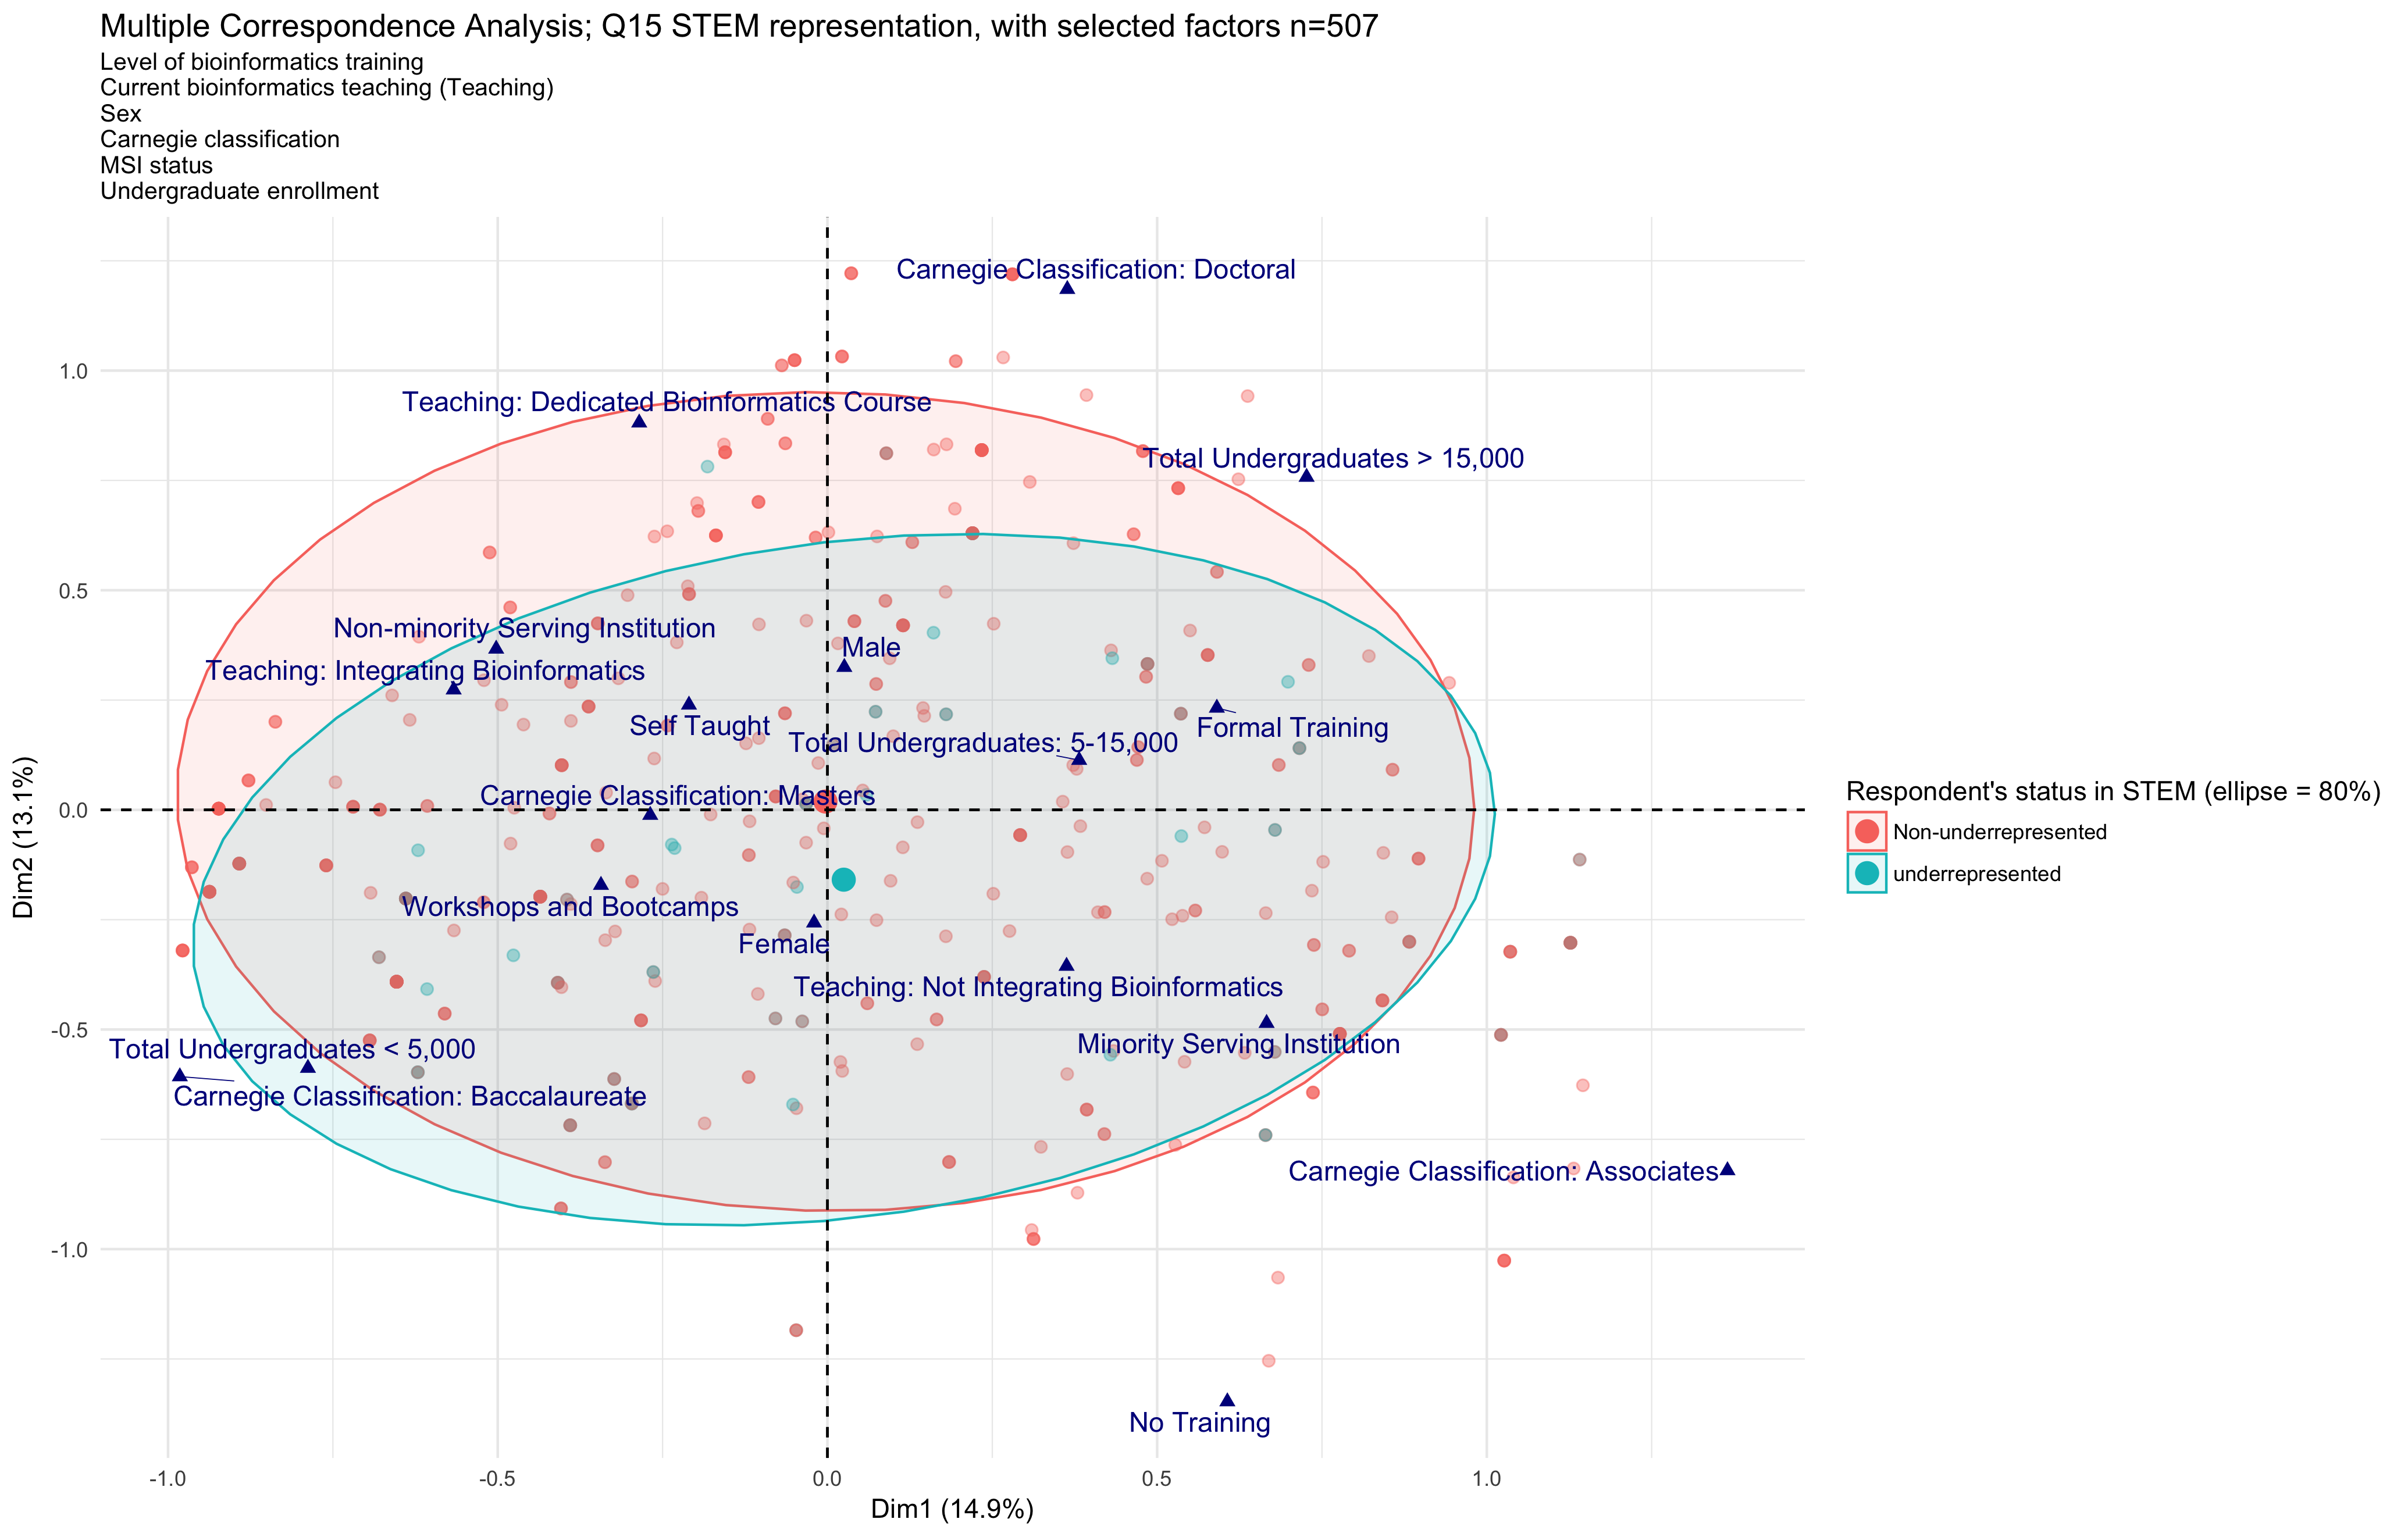 Multiple Correspondence Analysis; Q15 STEM representation, with selected factors n=507
Level of bioinformatics training
Current bioinformatics teaching (Teaching)
Sex
Carnegie classification
MSI status
Undergraduate enrollment
Carnegie Classification: Doctoral
Teaching: Dedicated Bioinformatics Course
Total Undergraduates > 15,000
Non-minority Serving Institution
Male
Teaching: Integrating Bioinformatics
Self Taught
Formal Training
Total Undergraduates: 5-15,000
Carnegie Classification: Masters
Workshops and Bootcamps
Female
Teaching: Not Integrating Bioinformatics
Minority Serving Institution
Total Undergraduates < 5,000
Carnegie Classification: Baccalaureate
Carnegie Classification: Associates
No Training
1.0
0.5
0.0
-0.5
-1.0
Dim2 (13.1%)
-1.0
-0.5
0.0
0.5
1.0
Dim1 (14.9%)
Respondent's status in STEM (ellipse = 80%)
Non-underrepresented
underrepresented